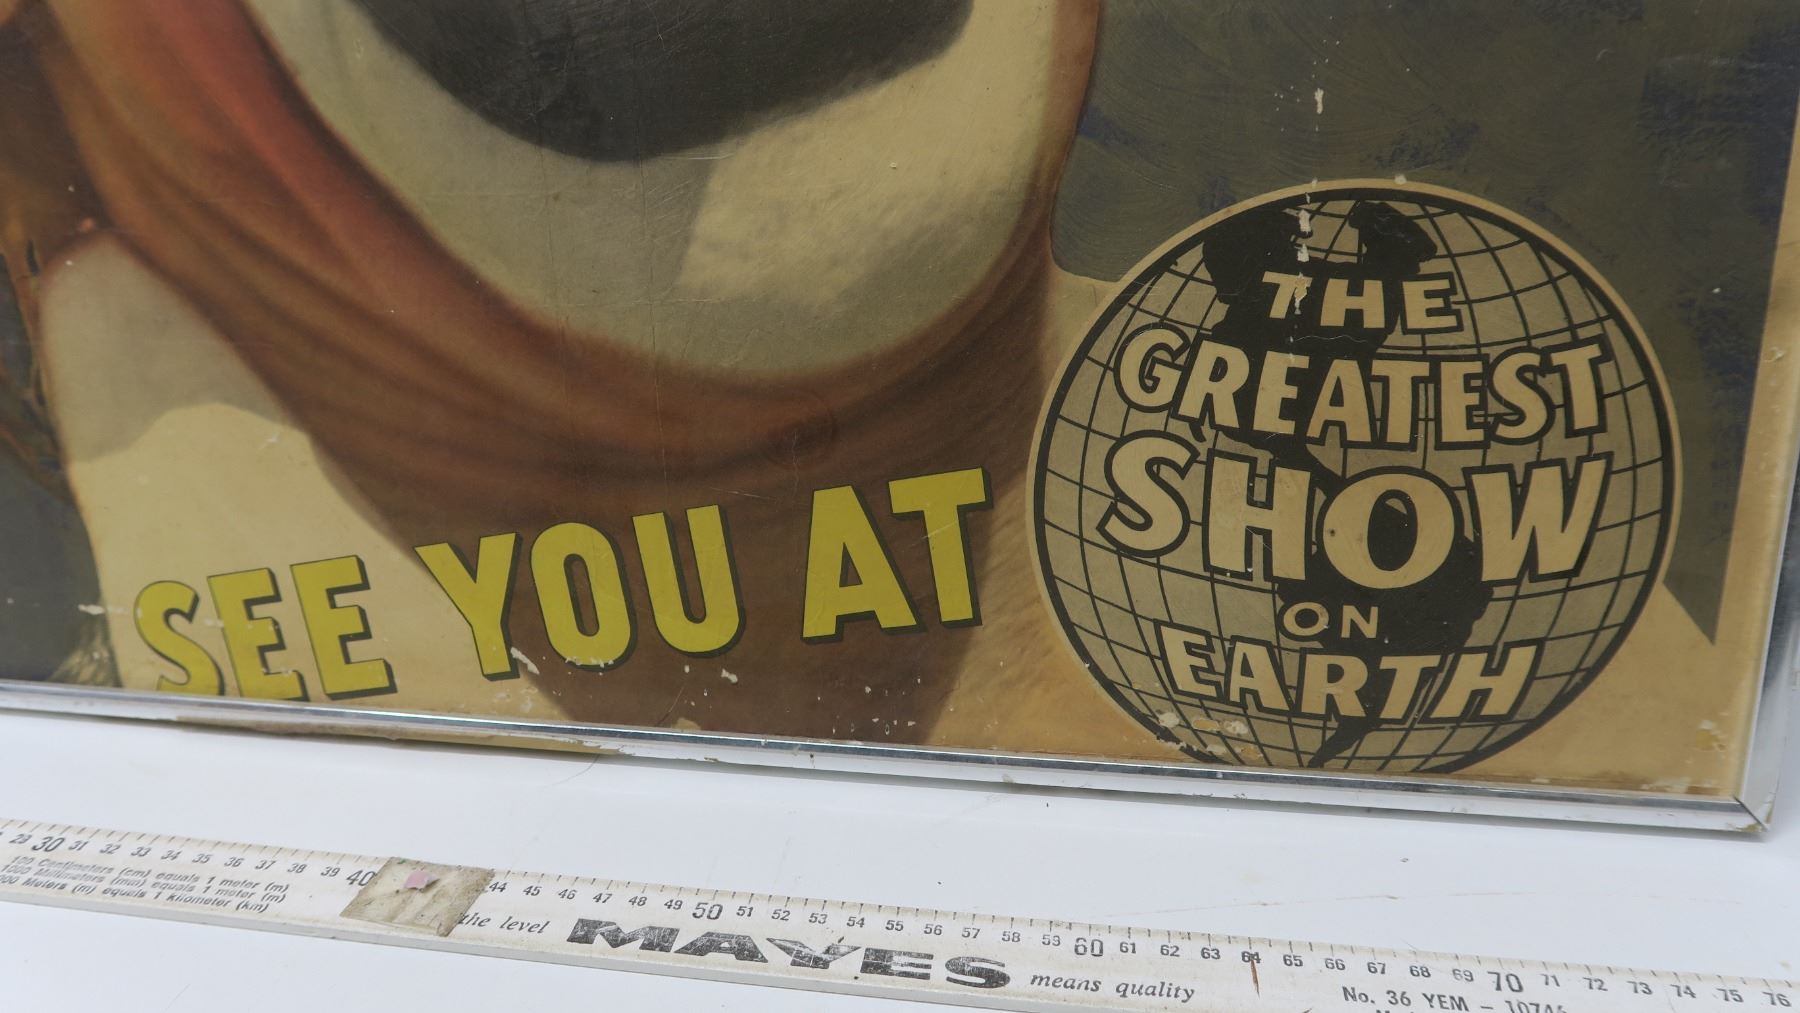 THE
GREATEST
SHOW
ON
EARTH
SEE YOU AT
29 30 31 32 33 34 35 36 37 38 39 40 44 45 46 47 48 49 50 51 52 53 54 55 56 57 58 59 60 61 62 63 64 65 66 67 68 69 70 71 72 73 74 75 76
100 Centimeters (cm) equals 1 meter (m)
1000 Millimeters (mm) equals 1 meter (m)
Meters (m) equals 1 kilometer (km)
the level MAYES means quality
No. 36 YEM – 10746